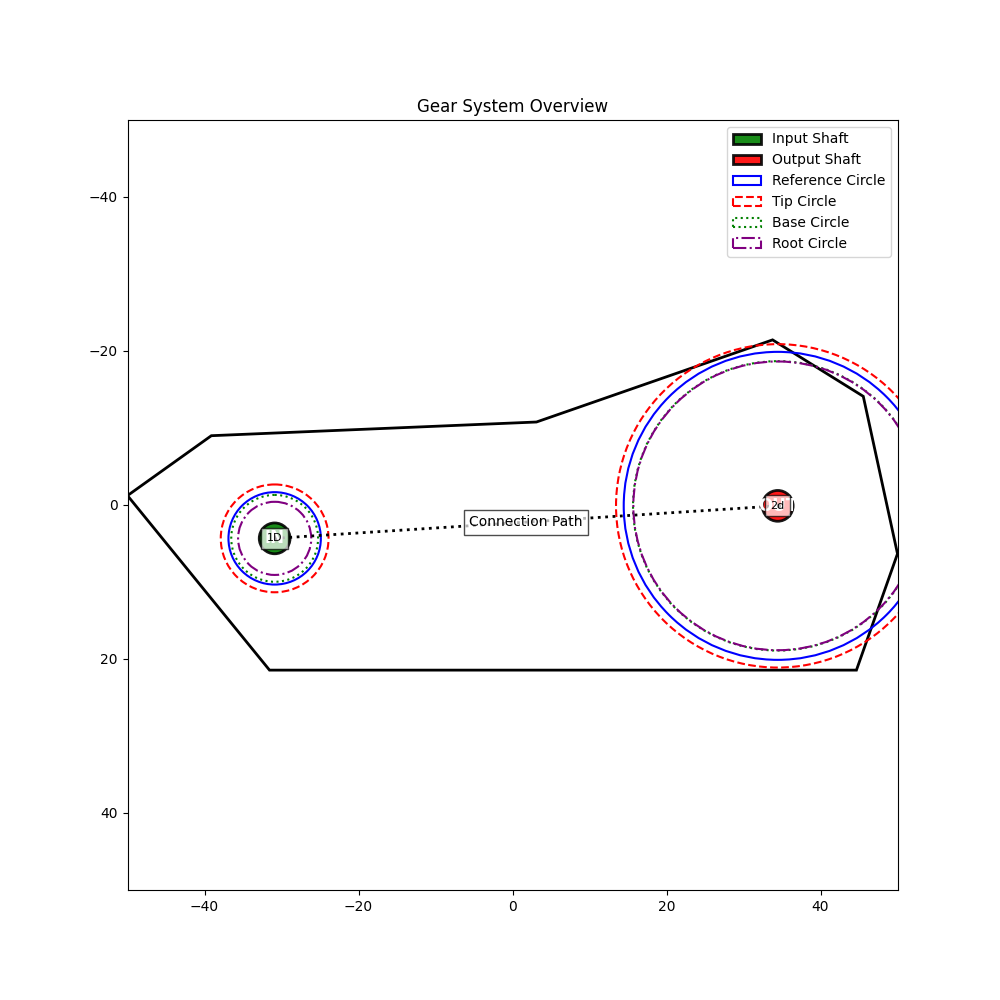 Gear System Overview
Input Shaft
Output Shaft
Reference Circle
Tip Circle
Base Circle
Root Circle
−40
−20
0
20
40
1D
Connection Path
2d
−40
−20
0
20
40